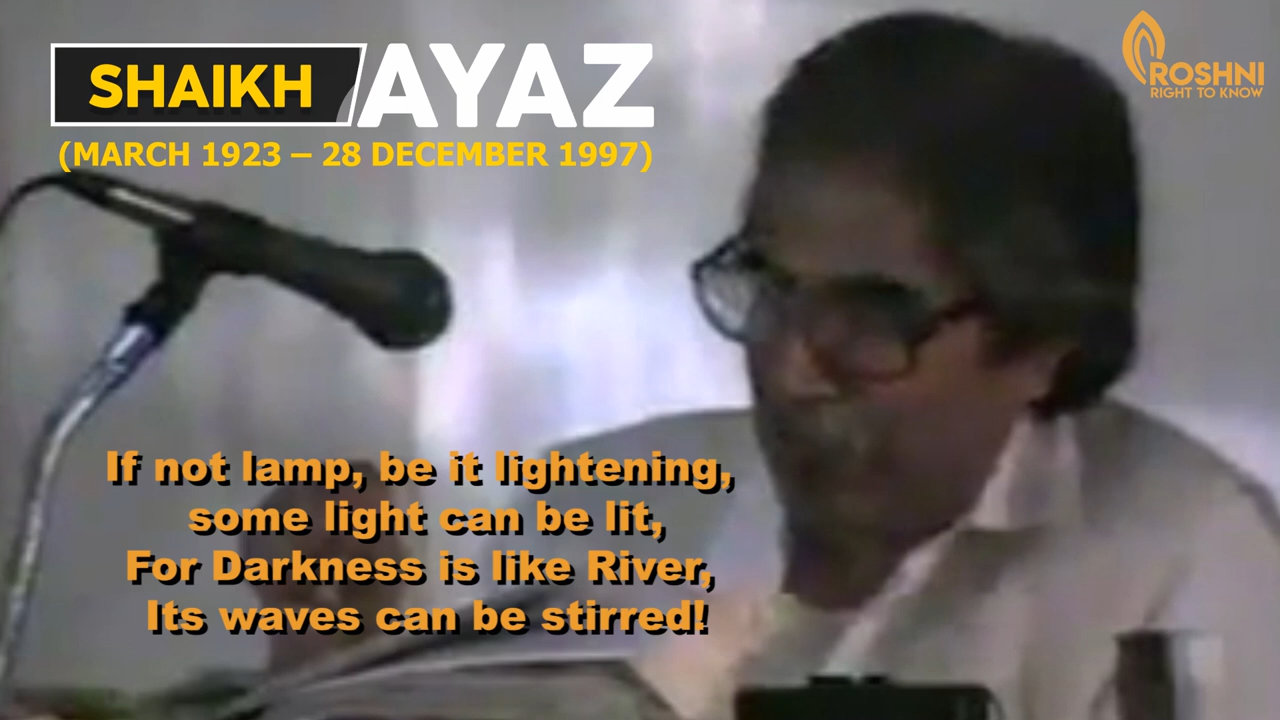 SHAIKH AYAZ
(MARCH 1923 – 28 DECEMBER 1997)
ROSHNI
RIGHT TO KNOW
If not lamp, be it lightening,
some light can be lit,
For Darkness is like River,
Its waves can be stirred!